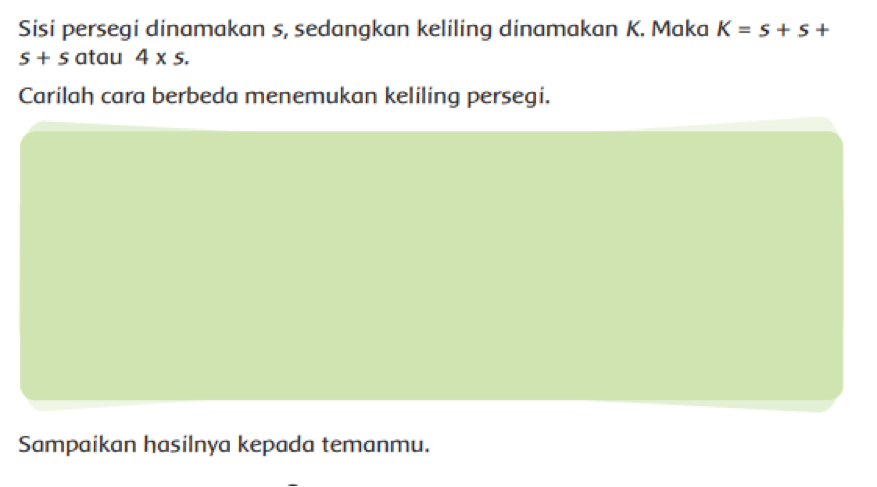 Sisi persegi dinamakan s, sedangkan keliling dinamakan K. Maka K = s + s +
s + s atau 4 x s.
Carilah cara berbeda menemukan keliling persegi.
Sampaikan hasilnya kepada temanmu.